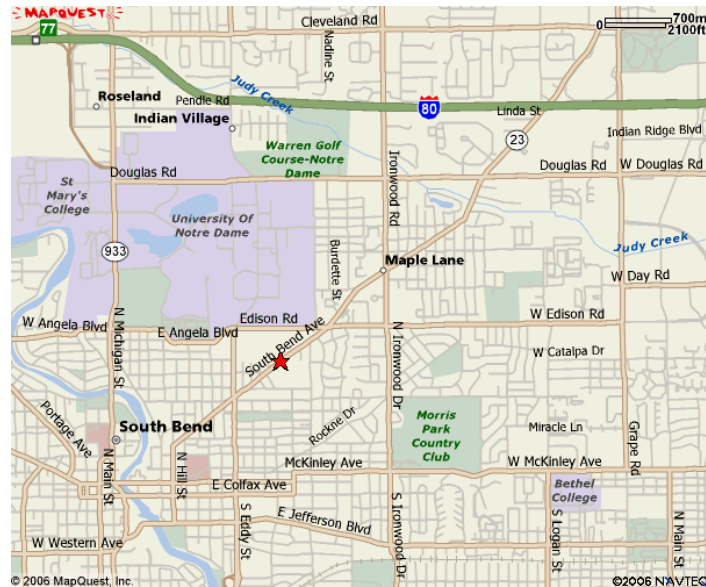 MAPQUEST
77
Cleveland Rd
0
700m
2100ft
Nadine St
Judy Creek
Roseland
Pendle Rd
80
Linda St
Indian Village
23
Indian Ridge Blvd
Warren Golf
Course-Notre
Dame
Ironwood Rd
Douglas Rd
Douglas Rd
W Douglas Rd
St
Mary's
College
University Of
Notre Dame
933
Burdette St
Judy Creek
Maple Lane
W Day Rd
N Michigan St
Edison Rd
W Edison Rd
W Angela Blvd
E Angela Blvd
South Bend Ave
N Ironwood Dr
W Catalpa Dr
Portage Ave
South Bend
Rockne Dr
Morris
Park
Country
Club
Miracle Ln
Grape Rd
N Main St
N Hill St
McKinley Ave
W McKinley Ave
E Colfax Ave
Bethel
College
S Eddy St
E Jefferson Blvd
S Ironwood Dr
S Logan St
N Main St
W Western Ave
© 2006 MapQuest, Inc.
©2006 NAVTEQ